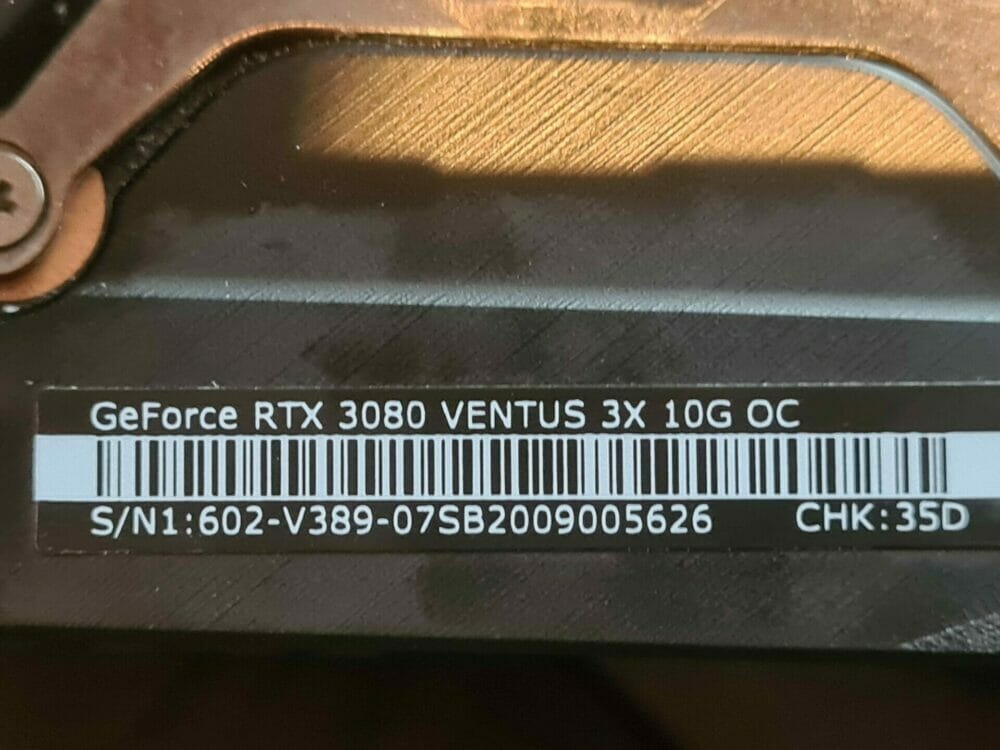 GeForce RTX 3080 VENTUS 3X 10G OC
S/N1:602-V389-07SB2009005626 CHK:35D